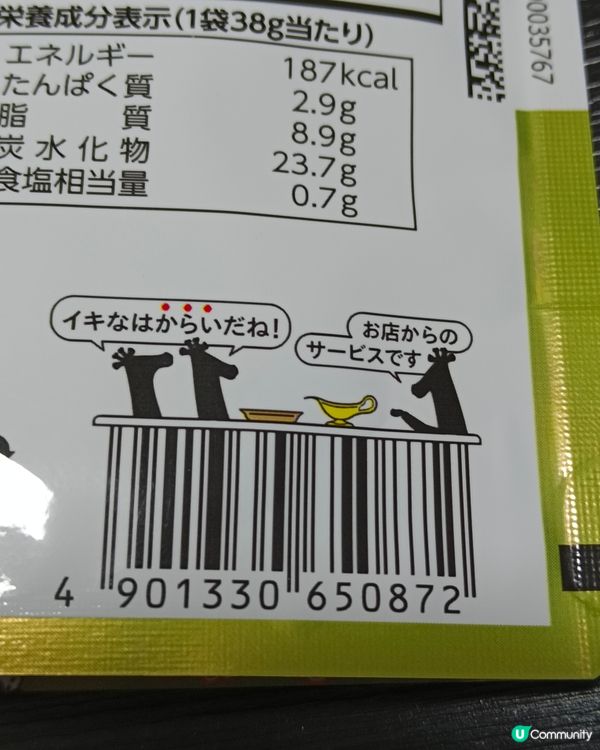 栄養成分表示(1袋38g当たり)
エネルギー 187kcal
たんぱく質 2.9g
脂質 8.9g
炭水化物 23.7g
食塩相当量 0.7g
0035767
イキなはからいだね!
お店からの
サービスです
4 901330 650872
U Community